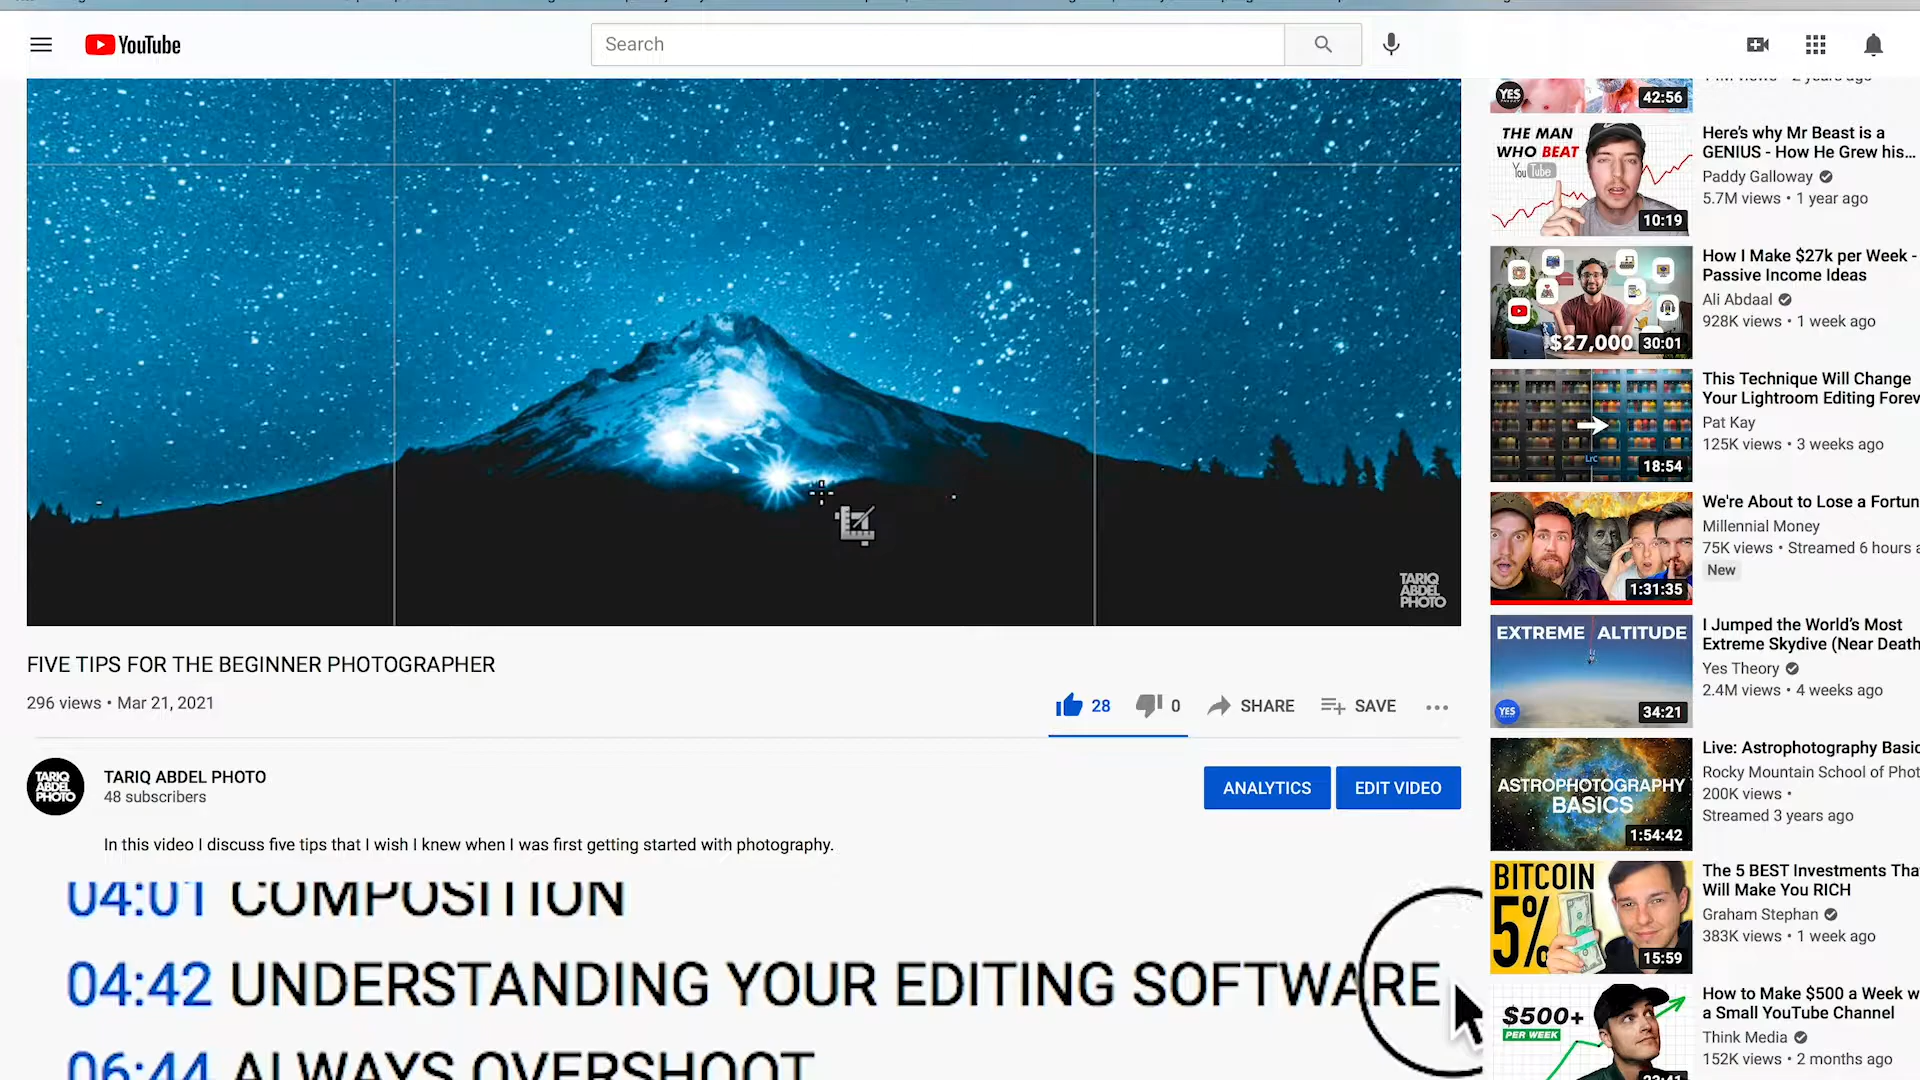 YouTube
Search
TARIQ
ABDEL
PHOTO
FIVE TIPS FOR THE BEGINNER PHOTOGRAPHER
296 views • Mar 21, 2021
28
0
SHARE
SAVE
TARIQ
ABDEL
PHOTO
TARIQ ABDEL PHOTO
48 subscribers
ANALYTICS
EDIT VIDEO
In this video I discuss five tips that I wish I knew when I was first getting started with photography.
04:01 COMPOSITION
04:42 UNDERSTANDING YOUR EDITING SOFTWARE
06:44 ALWAYS OVERSHOOT
YES
42:56
THE MAN
WHO BEAT
YouTube
10:19
Here's why Mr Beast is a
GENIUS - How He Grew his...
Paddy Galloway
5.7M views • 1 year ago
$27,000
30:01
How I Make $27k per Week -
Passive Income Ideas
Ali Abdaal
928K views • 1 week ago
LrC
18:54
This Technique Will Change
Your Lightroom Editing Forev
Pat Kay
125K views • 3 weeks ago
1:31:35
We're About to Lose a Fortun
Millennial Money
75K views • Streamed 6 hours a
New
EXTREME ALTITUDE
YES
34:21
I Jumped the World's Most
Extreme Skydive (Near Death
Yes Theory
2.4M views • 4 weeks ago
ASTROPHOTOGRAPHY
BASICS
1:54:42
Live: Astrophotography Basic
Rocky Mountain School of Phot
200K views •
Streamed 3 years ago
BITCOIN
5%
15:59
The 5 BEST Investments Tha
Will Make You RICH
Graham Stephan
383K views • 1 week ago
$500+
PER WEEK
How to Make $500 a Week w
a Small YouTube Channel
Think Media
152K views • 2 months ago